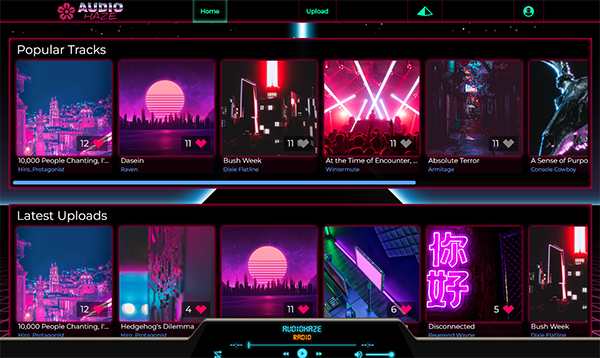 AUDIO
HAZE
Home
Upload
Popular Tracks
12
11
11
11
11
10,000 People Chanting, I'...
Dasein
Bush Week
At the Time of Encounter, ...
Absolute Terror
A Sense of Purpo
Hiro_Protagonist
Raven
Dixie Flatline
Wintermute
Armitage
Console Cowboy
Latest Uploads
你好
12
4
11
6
5
10,000 People Chanting, I'...
Hedgehog's Dilemma
Disconnected
Bush Week
Hiro_Protagonist
Hiro_Protagonist
Reverend Wayne
Dixie Flatline
AUDIOHAZE
RADIO